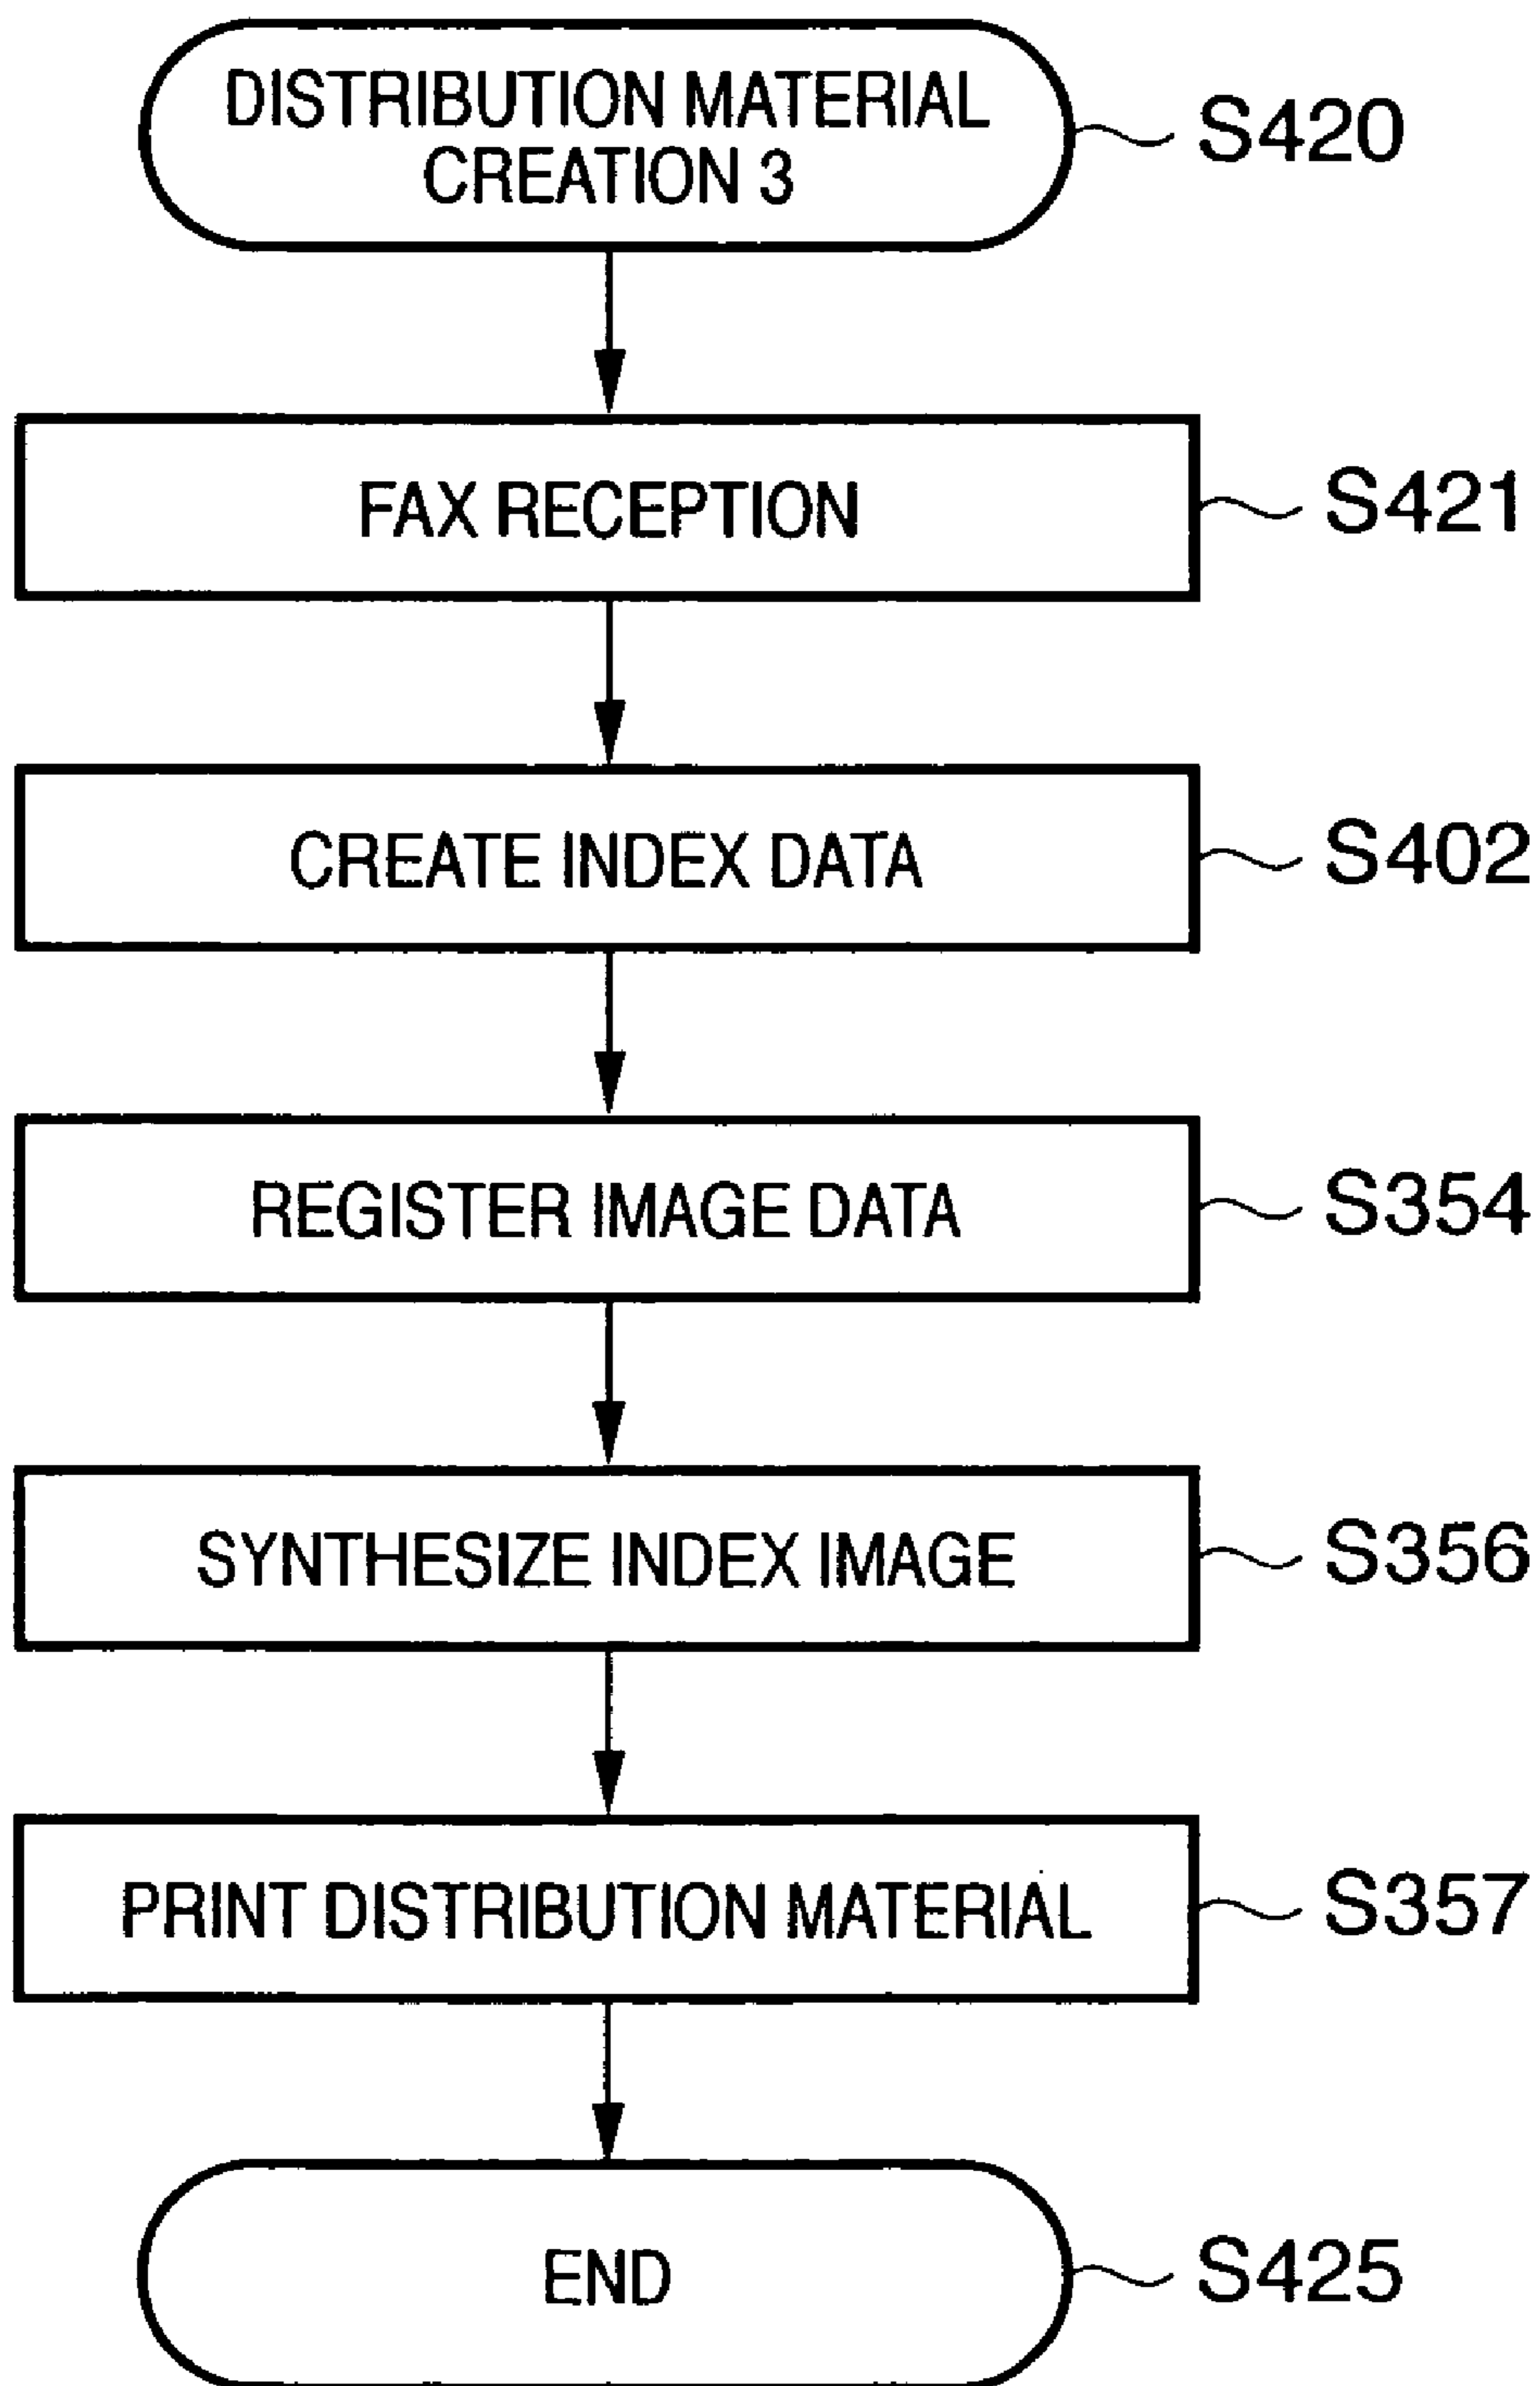 DISTRIBUTION MATERIAL
CREATION 3
S420
FAX RECEPTION
S421
CREATE INDEX DATA
S402
REGISTER IMAGE DATA
S354
SYNTHESIZE INDEX IMAGE
S356
PRINT DISTRIBUTION MATERIAL
S357
END
S425